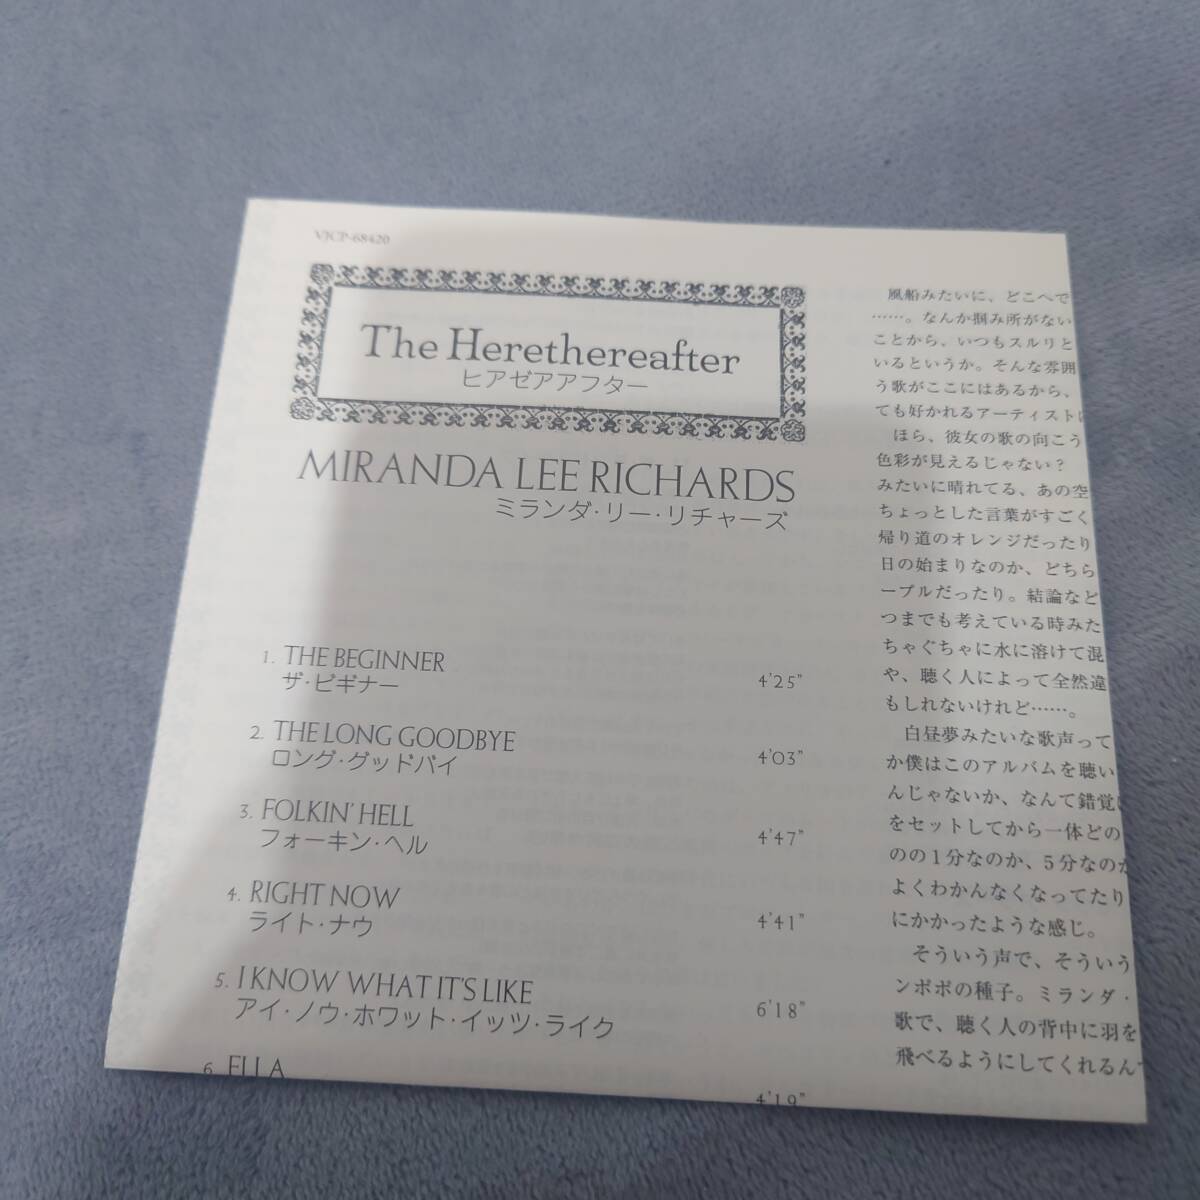 VJCP-68420
The Herethereafter
ヒアゼアアフター
MIRANDA LEE RICHARDS
ミランダ・リー・リチャーズ
1. THE BEGINNER
ザ・ビギナー
4'25"
2. THE LONG GOODBYE
ロング・グッドバイ
4'03"
3. FOLKIN' HELL
フォーキン・ヘル
4'47"
4. RIGHT NOW
ライト・ナウ
4'41"
5. I KNOW WHAT IT'S LIKE
アイ・ノウ・ホワット・イッツ・ライク
6'18"
6. ELLA
4'19"
風船みたいに、どこへで
……。なんか掴み所がない
ことから、いつもスルリと
いるというか。そんな雰囲
う歌がここにはあるから、
ても好かれるアーティストに
ほら、彼女の歌の向こう
色彩が見えるじゃない？
みたいに晴れてる、あの空
ちょっとした言葉がすごく
帰り道のオレンジだったり
日の始まりなのか、どちら
ープルだったり。結論など
つまでも考えている時みた
ちゃぐちゃに水に溶けて混
や、聴く人によって全然違
もしれないけれど……。
白昼夢みたいな歌声って
か僕はこのアルバムを聴い
んじゃないか、なんて錯覚に
をセットしてから一体どの
のの1分なのか、5分なのか
よくわかんなくなってたり
にかかったような感じ。
そういう声で、そういう
ンポポの種子。ミランダ・
歌で、聴く人の背中に羽を
飛べるようにしてくれるんて